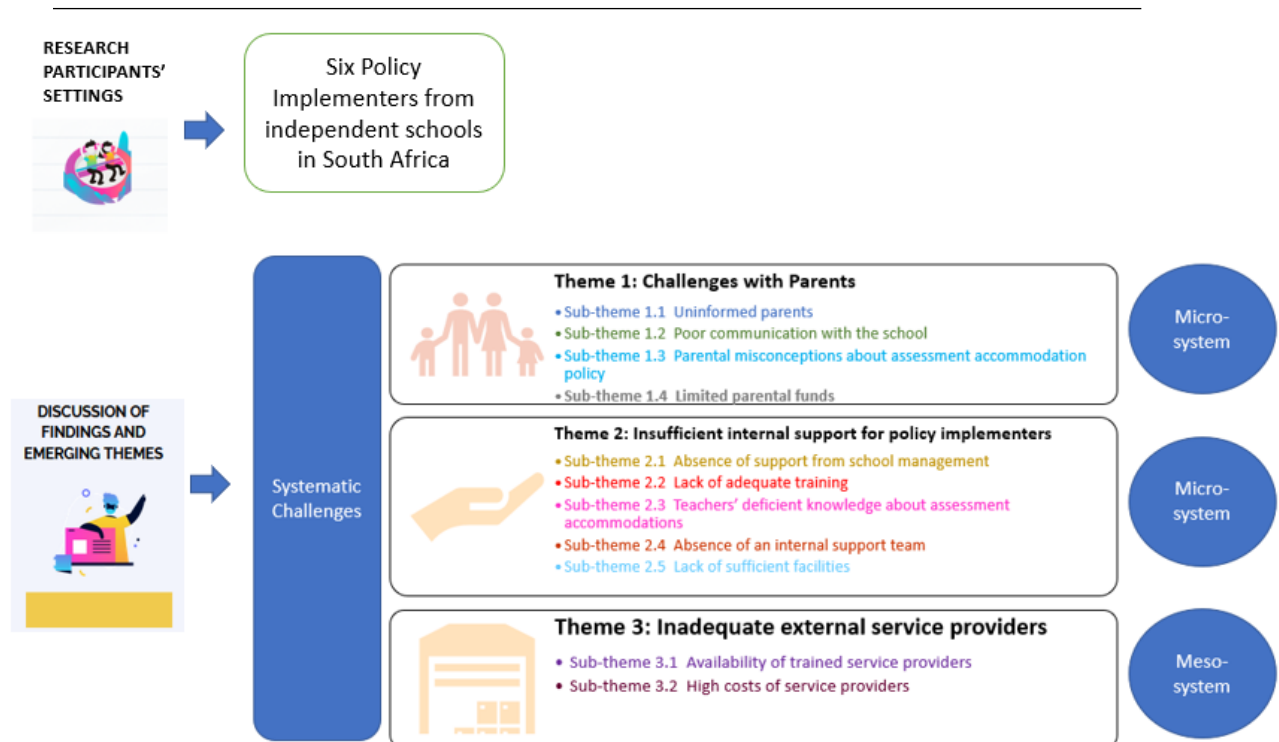 RESEARCH
PARTICIPANTS'
SETTINGS
Six Policy
Implementers from
independent schools
in South Africa
DISCUSSION OF
FINDINGS AND
EMERGING THEMES
Systematic
Challenges
Theme 1: Challenges with Parents
• Sub-theme 1.1 Uninformed parents
• Sub-theme 1.2 Poor communication with the school
• Sub-theme 1.3 Parental misconceptions about assessment accommodation
policy
• Sub-theme 1.4 Limited parental funds
Micro-
system
Theme 2: Insufficient internal support for policy implementers
• Sub-theme 2.1 Absence of support from school management
• Sub-theme 2.2 Lack of adequate training
• Sub-theme 2.3 Teachers' deficient knowledge about assessment
accommodations
• Sub-theme 2.4 Absence of an internal support team
• Sub-theme 2.5 Lack of sufficient facilities
Micro-
system
Theme 3: Inadequate external service providers
• Sub-theme 3.1 Availability of trained service providers
• Sub-theme 3.2 High costs of service providers
Meso-
system